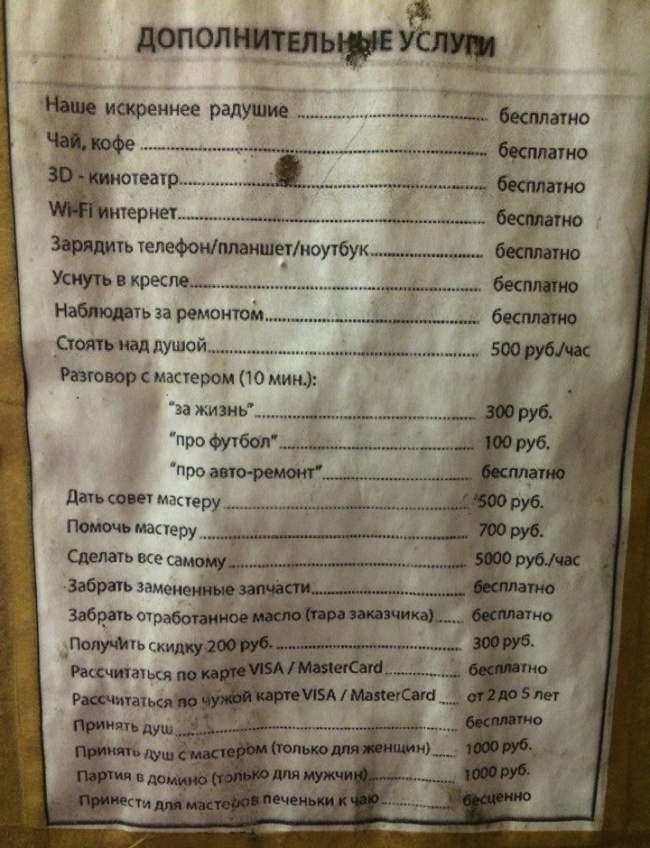 ДОПОЛНИТЕЛЬНЫЕ УСЛУГИ
Наше искреннее радушие бесплатно
Чай, кофе бесплатно
3D - кинотеатр бесплатно
Wi-Fi интернет бесплатно
Зарядить телефон/планшет/ноутбук бесплатно
Уснуть в кресле бесплатно
Наблюдать за ремонтом бесплатно
Стоять над душой 500 руб./час
Разговор с мастером (10 мин.):
"за жизнь" 300 руб.
"про футбол" 100 руб.
"про авто-ремонт" бесплатно
Дать совет мастеру 500 руб.
Помочь мастеру 700 руб.
Сделать все самому 5000 руб./час
Забрать замененные запчасти бесплатно
Забрать отработанное масло (тара заказчика) бесплатно
Получить скидку 200 руб. 300 руб.
Рассчитаться по карте VISA / MasterCard бесплатно
Рассчитаться по чужой карте VISA / MasterCard от 2 до 5 лет
Принять душ бесплатно
Принять душ с мастером (только для женщин) 1000 руб.
Партия в домино (только для мужчин) 1000 руб.
Принести для мастеров печеньки к чаю бесценно